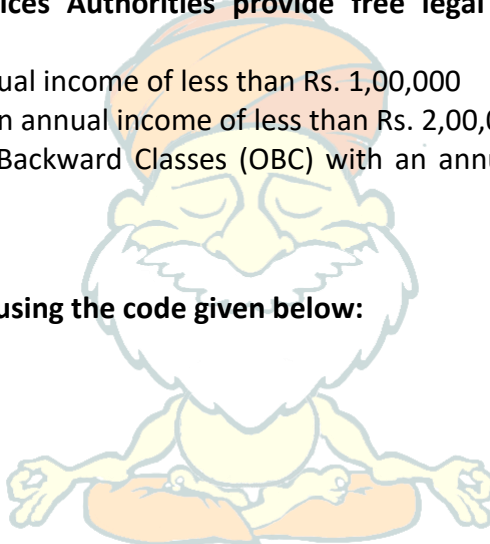 ices Authorities provide free legal
ual income of less than Rs. 1,00,000
n annual income of less than Rs. 2,00,
Backward Classes (OBC) with an annu
using the code given below: